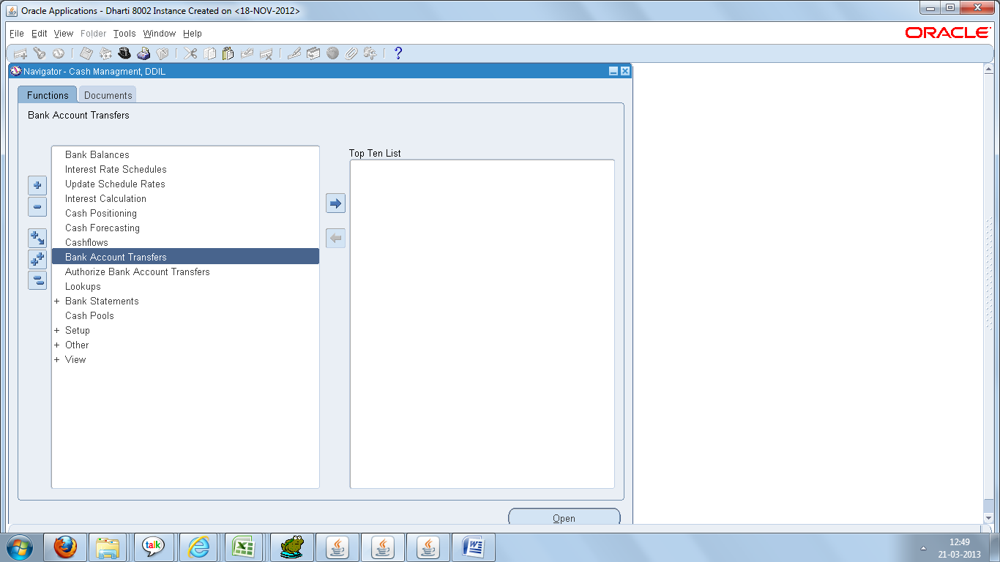 Oracle Applications - Dharti 8002 Instance Created on <18-NOV-2012>
File Edit View Folder Tools Window Help
ORACLE
?
Navigator - Cash Managment, DDIL
Functions Documents
Bank Account Transfers
Top Ten List
Bank Balances
Interest Rate Schedules
Update Schedule Rates
Interest Calculation
Cash Positioning
Cash Forecasting
Cashflows
Bank Account Transfers
Authorize Bank Account Transfers
Lookups
+ Bank Statements
Cash Pools
+ Setup
+ Other
+ View
Open
talk
12:49
21-03-2013